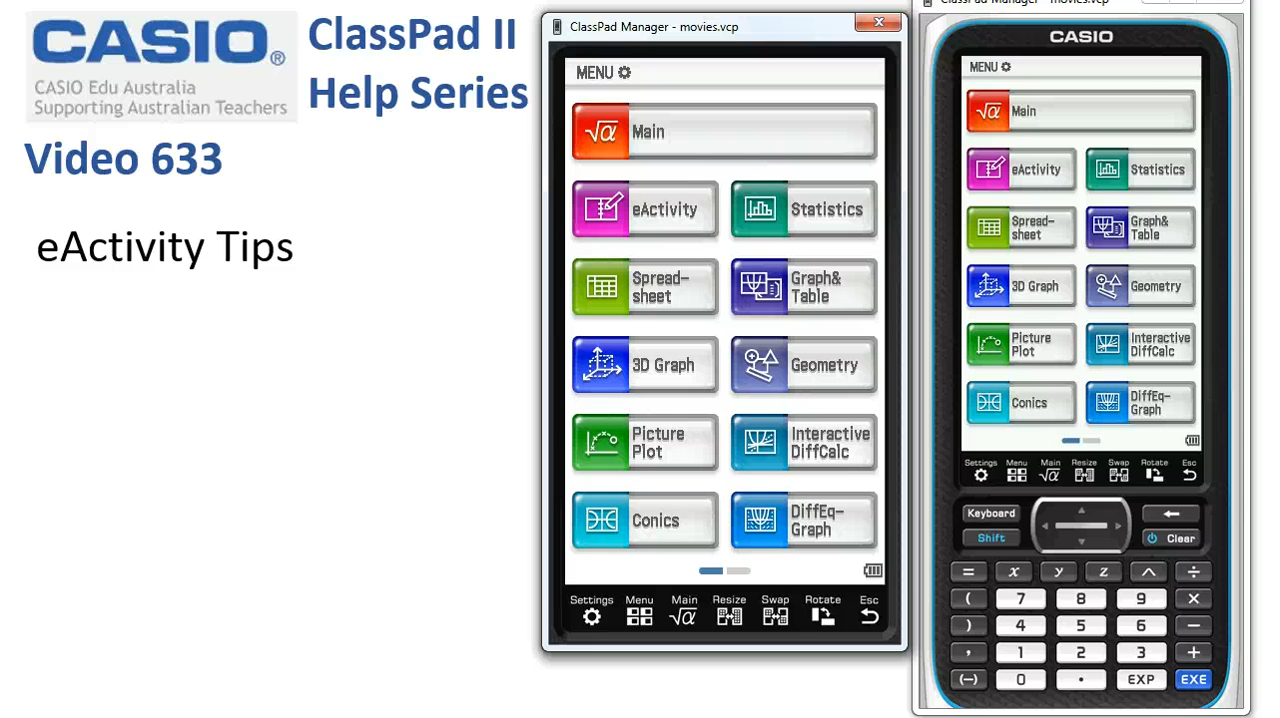 CASIO®
CASIO Edu Australia
Supporting Australian Teachers
ClassPad II
Help Series
Video 633
eActivity Tips
ClassPad Manager - movies.vcp
MENU
√α Main
eActivity
Statistics
Spread-
sheet
Graph&
Table
3D Graph
Geometry
Picture
Plot
Interactive
DiffCalc
Conics
DiffEq-
Graph
Settings Menu Main Resize Swap Rotate Esc
√α
ClassPad Manager - movies.vcp
CASIO
MENU
√α Main
eActivity
Statistics
Spread-
sheet
Graph&
Table
3D Graph
Geometry
Picture
Plot
Interactive
DiffCalc
Conics
DiffEq-
Graph
Settings Menu Main Resize Swap Rotate Esc
√α
Keyboard
Shift
Clear
= x y z ^ ÷
( 7 8 9 ×
) 4 5 6 −
, 1 2 3 +
(−) 0 • EXP EXE